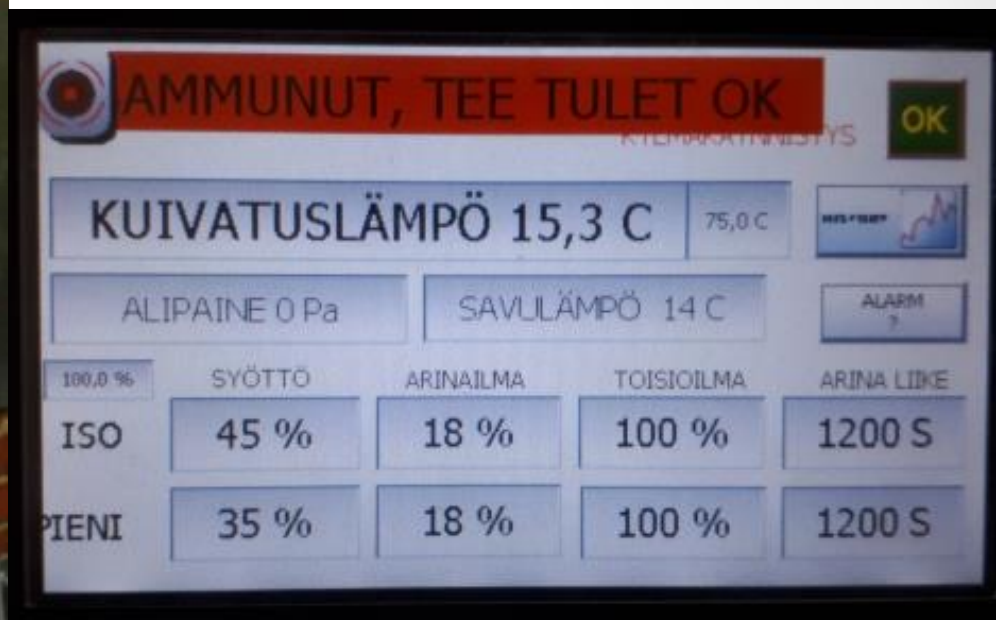 AMMUNUT, TEE TULET OK
OK
KUIVATUSLÄMPÖ 15,3 C 75,0 C
ALIPAINE 0 Pa SAVULÄMPÖ 14 C ALARM
?
100,0 % SYÖTTÖ ARINAILMA TOISIOILMA ARINA LIIKE
ISO 45 % 18 % 100 % 1200 S
PIENI 35 % 18 % 100 % 1200 S